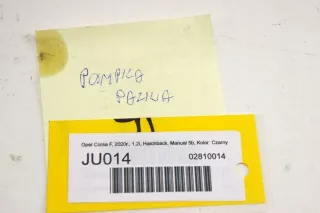 POMPKA
PALIWA
Opel Corsa F, 2020r., 1.2i, Hatchback, Manual 5b, Kolor: Czarny
JU014
02810014